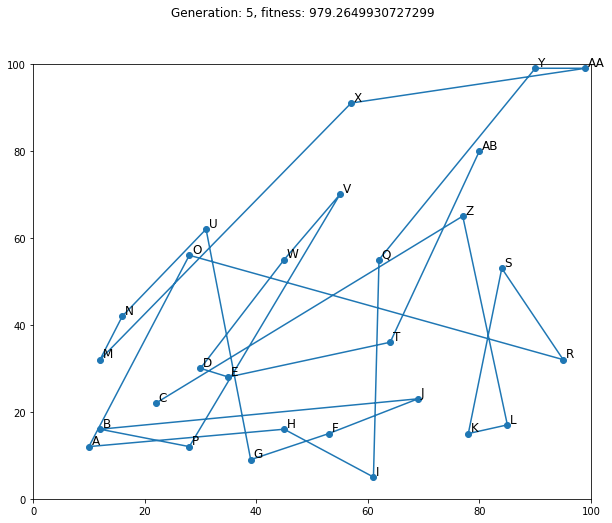 Generation: 5, fitness: 979.2649930727299
100
Y
AA
X
80
AB
V
Z
U
60
O
W
Q
S
N
40
T
M
R
D
E
20
C
J
B
H
F
K
L
A
P
G
I
0
0
20
40
60
80
100